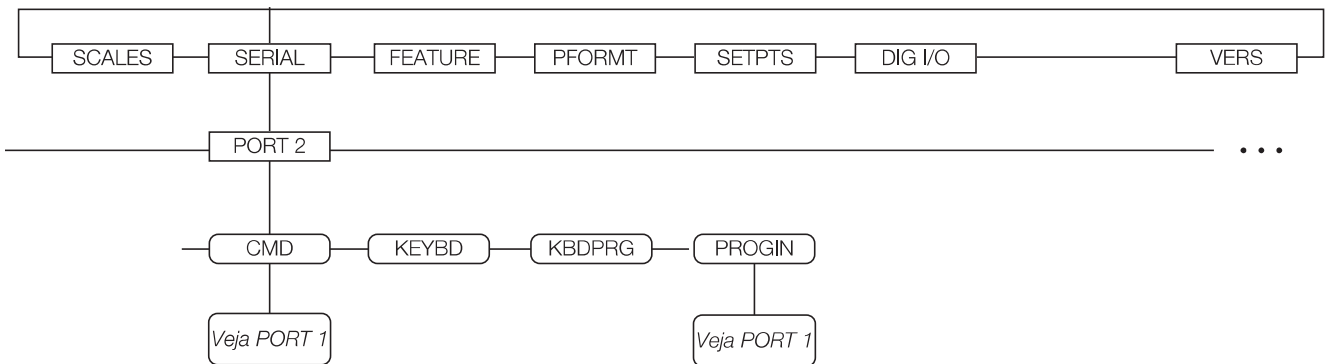 SCALES
SERIAL
FEATURE
PFORMT
SETPTS
DIG I/O
VERS
PORT 2
• • •
CMD
KEYBD
KBDPRG
PROGIN
Veja PORT 1
Veja PORT 1